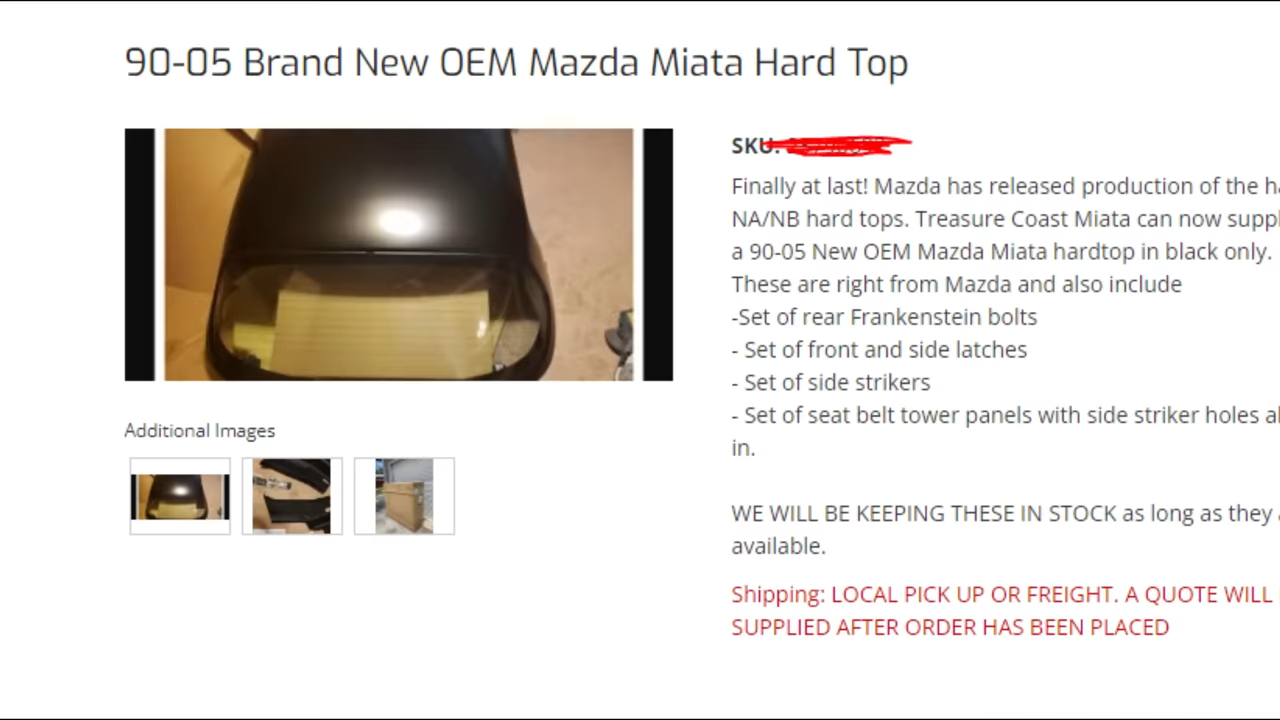 90-05 Brand New OEM Mazda Miata Hard Top
SKU:
Finally at last! Mazda has released production of the
NA/NB hard tops. Treasure Coast Miata can now
a 90-05 New OEM Mazda Miata hardtop in black only.
These are right from Mazda and also include
-Set of rear Frankenstein bolts
- Set of front and side latches
- Set of side strikers
- Set of seat belt tower panels with side striker holes
in.
WE WILL BE KEEPING THESE IN STOCK as long as they
available.
Shipping: LOCAL PICK UP OR FREIGHT. A QUOTE WILL
SUPPLIED AFTER ORDER HAS BEEN PLACED
Additional Images